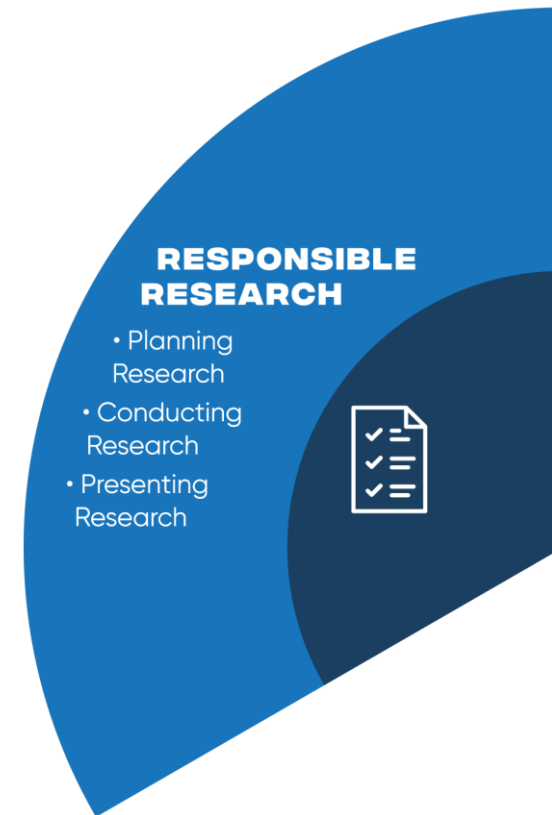 RESPONSIBLE
RESEARCH
• Planning
Research
• Conducting
Research
• Presenting
Research